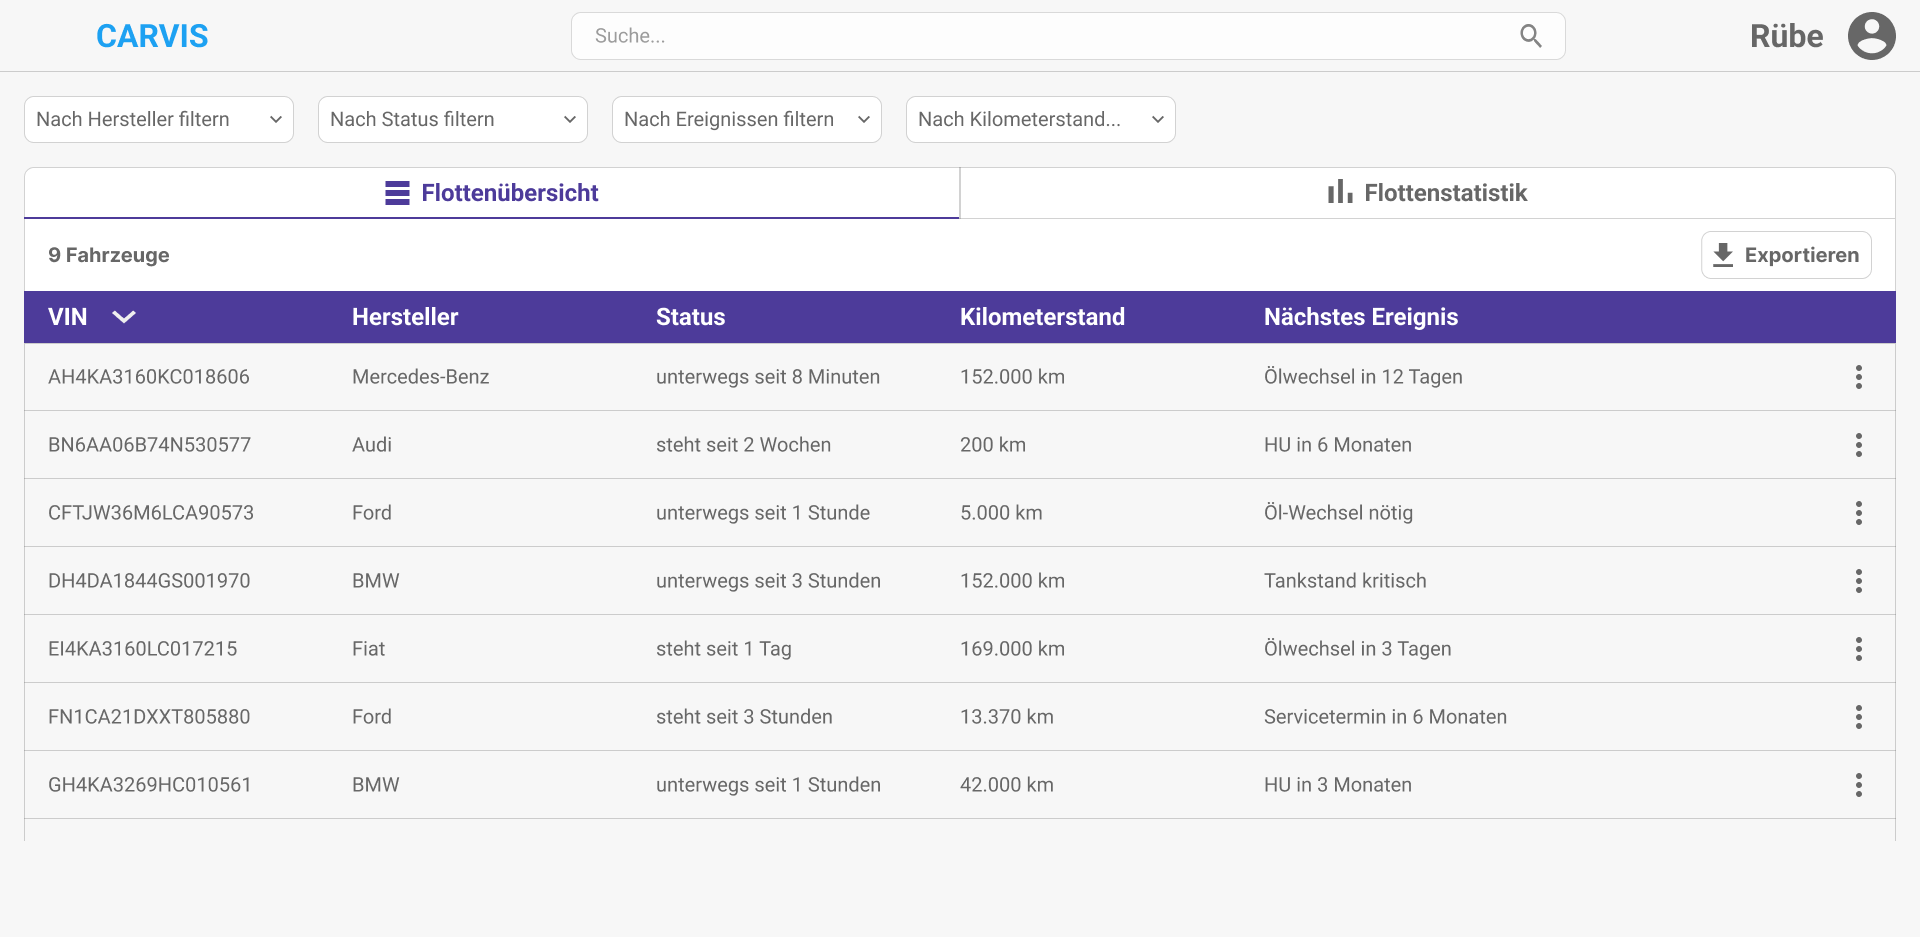 CARVIS
Suche...
Rübe
Nach Hersteller filtern
Nach Status filtern
Nach Ereignissen filtern
Nach Kilometerstand...
Flottenübersicht
Flottenstatistik
9 Fahrzeuge
Exportieren
VIN Hersteller Status Kilometerstand Nächstes Ereignis
AH4KA3160KC018606 Mercedes-Benz unterwegs seit 8 Minuten 152.000 km Ölwechsel in 12 Tagen
BN6AA06B74N530577 Audi steht seit 2 Wochen 200 km HU in 6 Monaten
CFTJW36M6LCA90573 Ford unterwegs seit 1 Stunde 5.000 km Öl-Wechsel nötig
DH4DA1844GS001970 BMW unterwegs seit 3 Stunden 152.000 km Tankstand kritisch
EI4KA3160LC017215 Fiat steht seit 1 Tag 169.000 km Ölwechsel in 3 Tagen
FN1CA21DXXT805880 Ford steht seit 3 Stunden 13.370 km Servicetermin in 6 Monaten
GH4KA3269HC010561 BMW unterwegs seit 1 Stunden 42.000 km HU in 3 Monaten